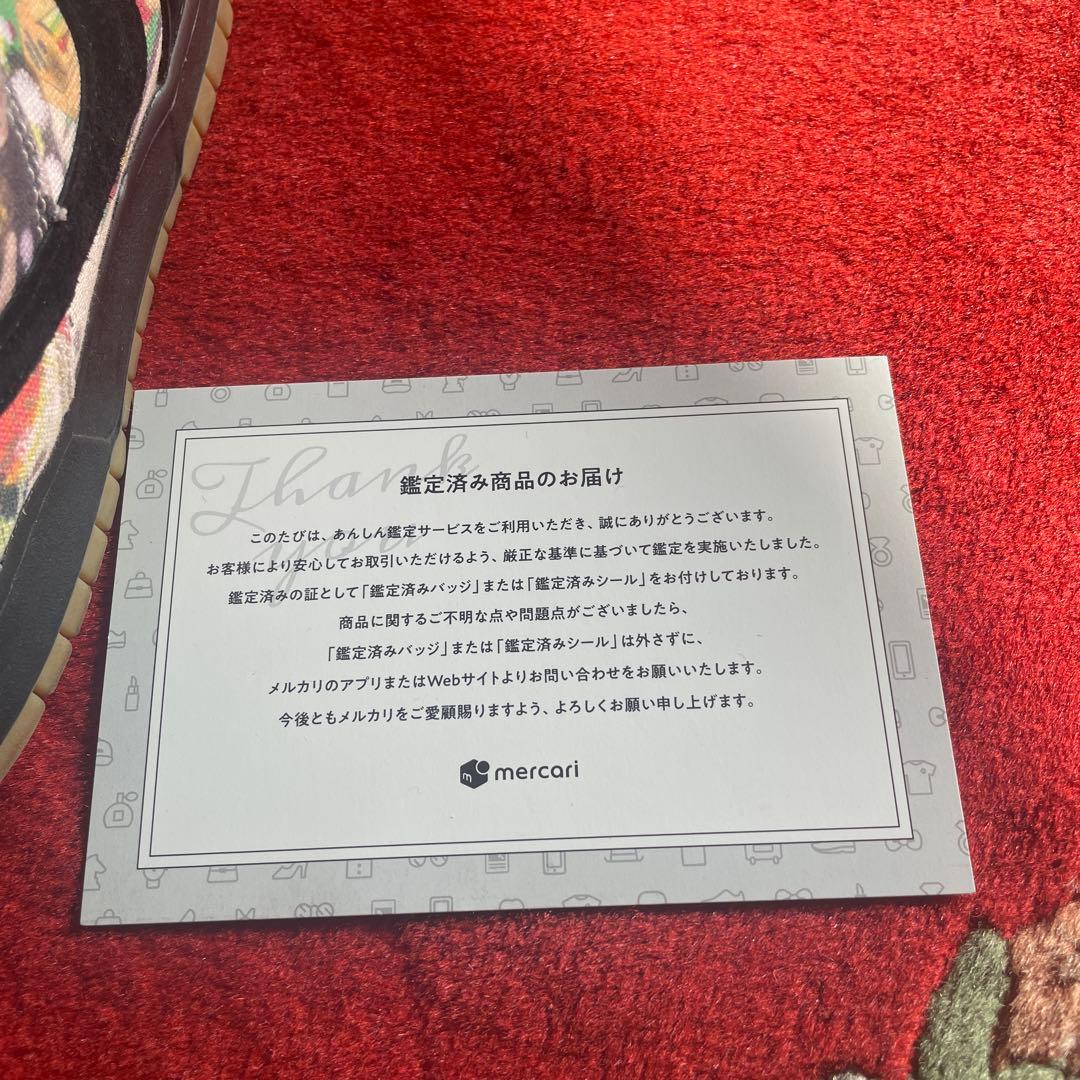 Thank you
鑑定済み商品のお届け
このたびは、あんしん鑑定サービスをご利用いただき、誠にありがとうございます。
お客様により安心してお取引いただけるよう、厳正な基準に基づいて鑑定を実施いたしました。
鑑定済みの証として「鑑定済みバッジ」または「鑑定済みシール」をお付けしております。
商品に関するご不明な点や問題点がございましたら、
「鑑定済みバッジ」または「鑑定済みシール」は外さずに、
メルカリのアプリまたはWebサイトよりお問い合わせをお願いいたします。
今後ともメルカリをご愛顧賜りますよう、よろしくお願い申し上げます。
m mercari